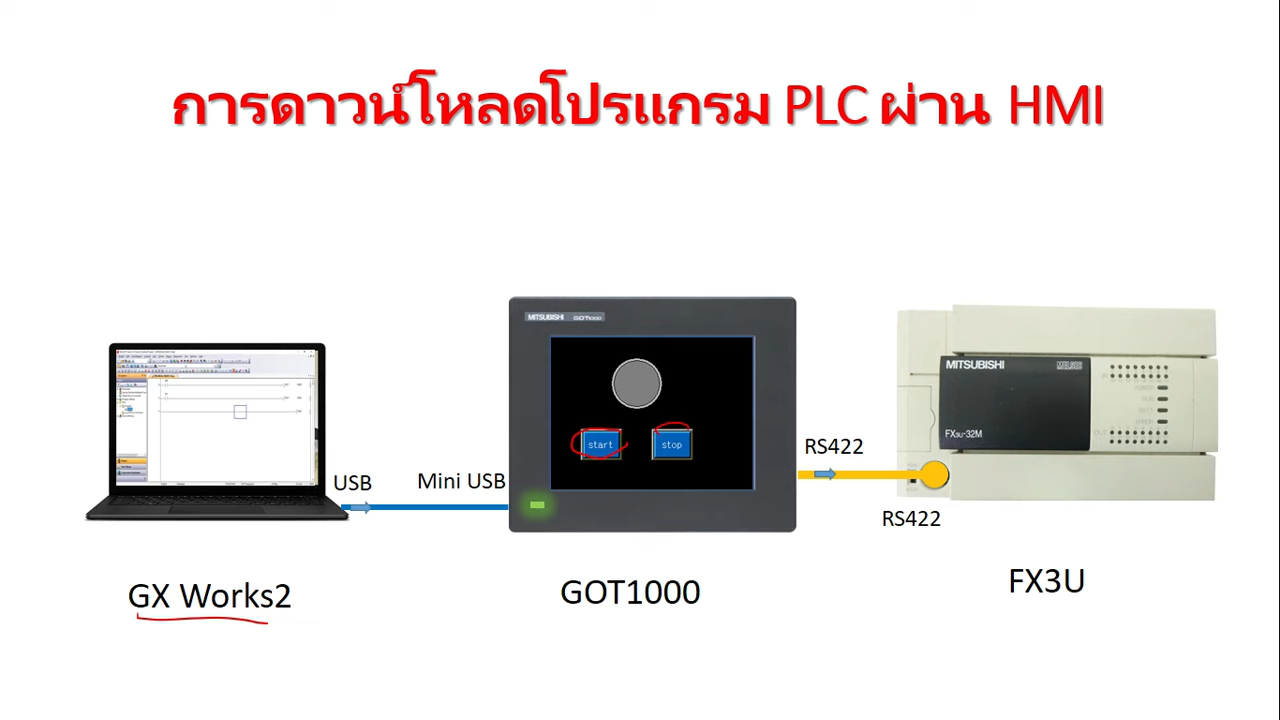 การดาวน์โหลดโปรแกรม PLC ผ่าน HMI
MITSUBISHI GOT1000
start stop
USB
Mini USB
RS422
MITSUBISHI MELSEC
FX3U-32M
RS422
GX Works2
GOT1000
FX3U